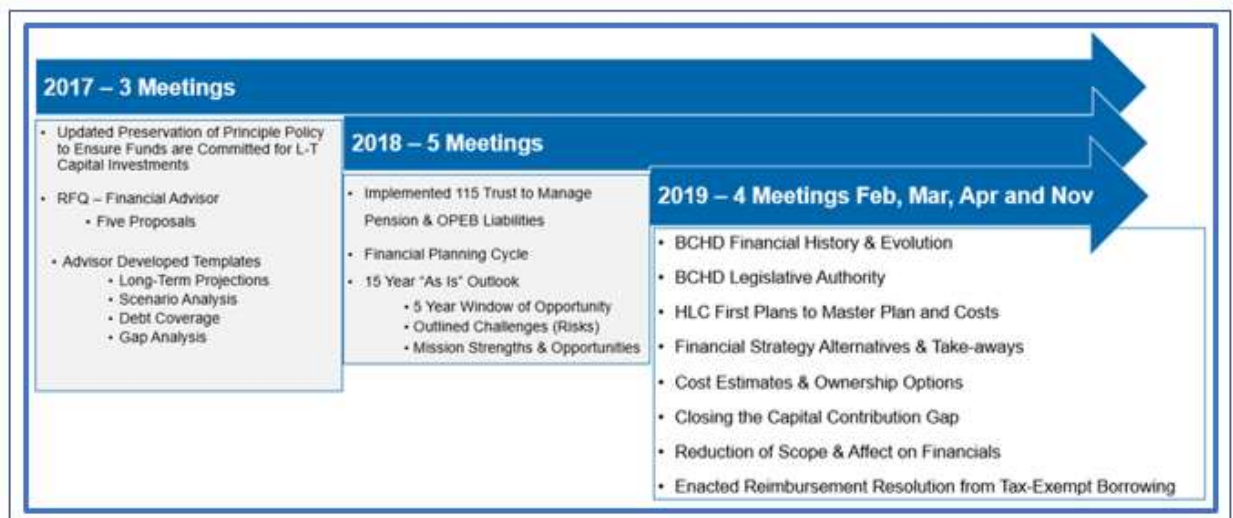 2017 – 3 Meetings
• Updated Preservation of Principle Policy
to Ensure Funds are Committed for L-T
Capital Investments
• RFQ – Financial Advisor
• Five Proposals
• Advisor Developed Templates
• Long-Term Projections
• Scenario Analysis
• Debt Coverage
• Gap Analysis
2018 – 5 Meetings
• Implemented 115 Trust to Manage
Pension & OPEB Liabilities
• Financial Planning Cycle
• 15 Year "As Is" Outlook
• 5 Year Window of Opportunity
• Outlined Challenges (Risks)
• Mission Strengths & Opportunities
2019 – 4 Meetings Feb, Mar, Apr and Nov
• BCHD Financial History & Evolution
• BCHD Legislative Authority
• HLC First Plans to Master Plan and Costs
• Financial Strategy Alternatives & Take-aways
• Cost Estimates & Ownership Options
• Closing the Capital Contribution Gap
• Reduction of Scope & Affect on Financials
• Enacted Reimbursement Resolution from Tax-Exempt Borrowing